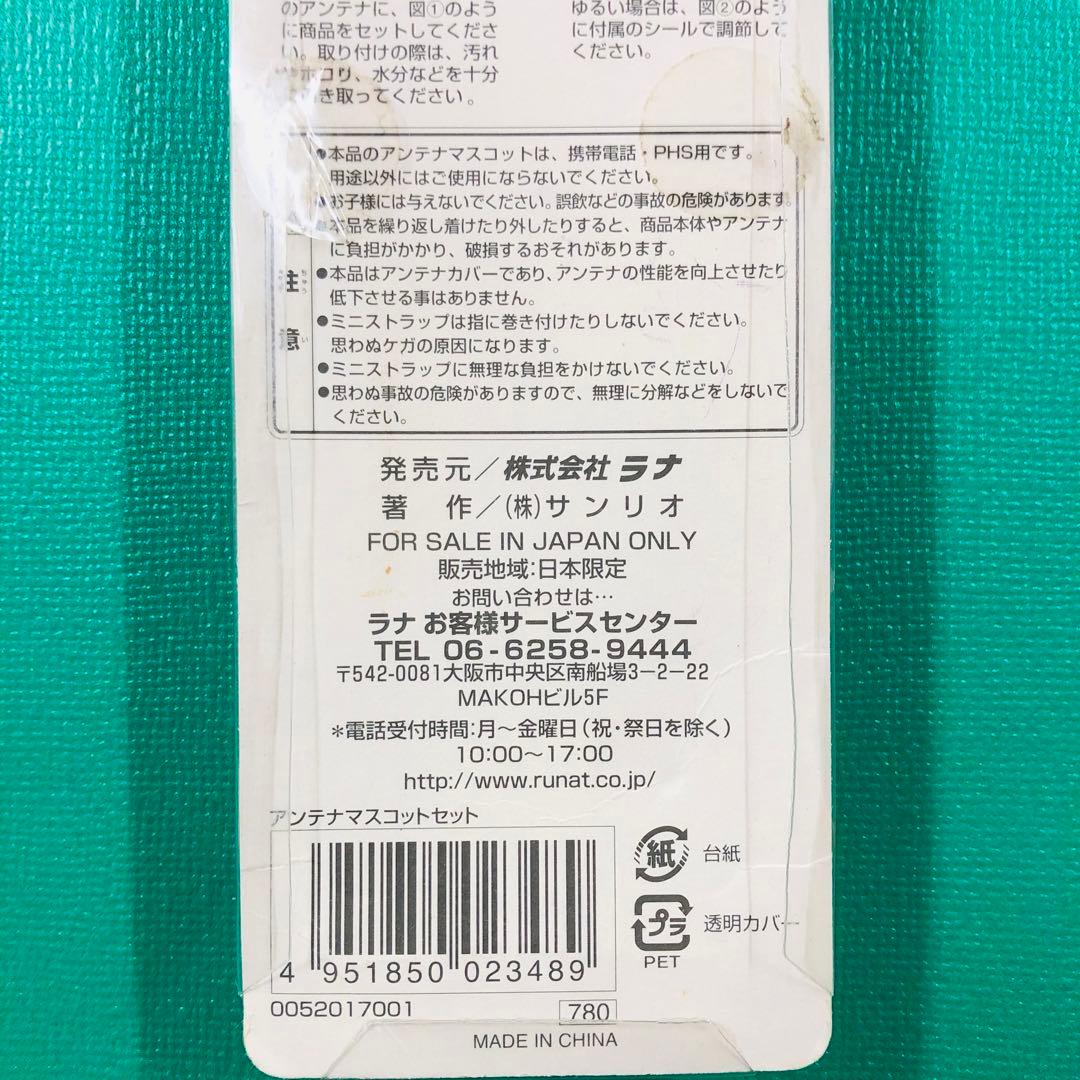 のアンテナに、図①のよう
に商品をセットしてくださ
い。取り付けの際は、汚れ
ホコリ、水分などを十分
き取ってください。
ゆるい場合は、図②のよう
に付属のシールで調節して
ください。
注意
ちゅうい
●本品のアンテナマスコットは、携帯電話・PHS用です。
用途以外にはご使用にならないでください。
●お子様には与えないでください。誤飲などの事故の危険があります。
●本品を繰り返し着けたり外したりすると、商品本体やアンテナ
に負担がかかり、破損するおそれがあります。
●本品はアンテナカバーであり、アンテナの性能を向上させたり
低下させる事はありません。
●ミニストラップは指に巻き付けたりしないでください。
思わぬケガの原因になります。
●ミニストラップに無理な負担をかけないでください。
●思わぬ事故の危険がありますので、無理に分解などをしないで
ください。
発売元／株式会社 ラナ
著 作／(株)サンリオ
FOR SALE IN JAPAN ONLY
販売地域:日本限定
お問い合わせは…
ラナ お客様サービスセンター
TEL 06-6258-9444
〒542-0081大阪市中央区南船場3-2-22
MAKOHビル5F
＊電話受付時間:月～金曜日(祝・祭日を除く)
10:00～17:00
http://www.runat.co.jp/
アンテナマスコットセット
4 951850 023489
0052017001
780
紙 台紙
プラ 透明カバー
PET
MADE IN CHINA